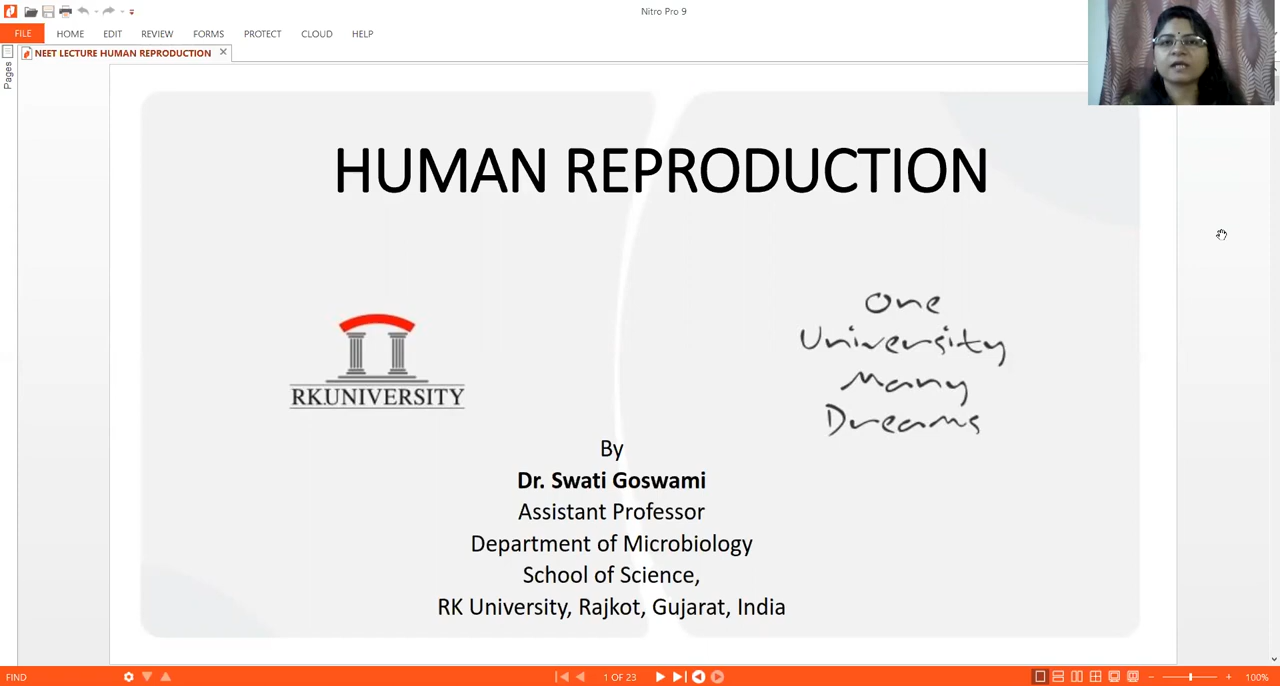 Nitro Pro 9
FILE HOME EDIT REVIEW FORMS PROTECT CLOUD HELP
NEET LECTURE HUMAN REPRODUCTION
Pages
HUMAN REPRODUCTION
RK.UNIVERSITY
One
University
Many
Dreams
By
Dr. Swati Goswami
Assistant Professor
Department of Microbiology
School of Science,
RK University, Rajkot, Gujarat, India
FIND 1 OF 23 100%